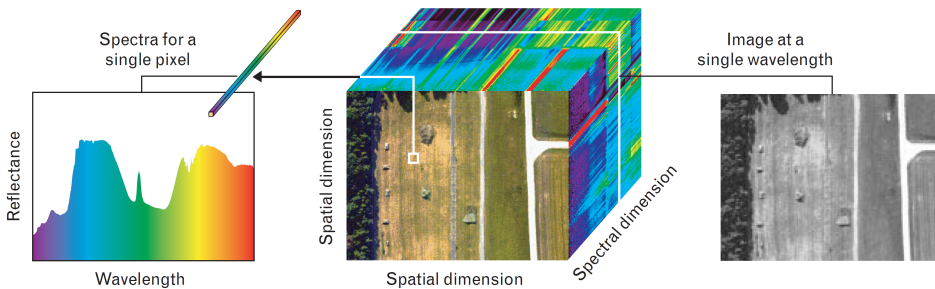 Spectra for a
single pixel
Reflectance
Wavelength
Spatial dimension
Spatial dimension
Spectral dimension
Image at a
single wavelength